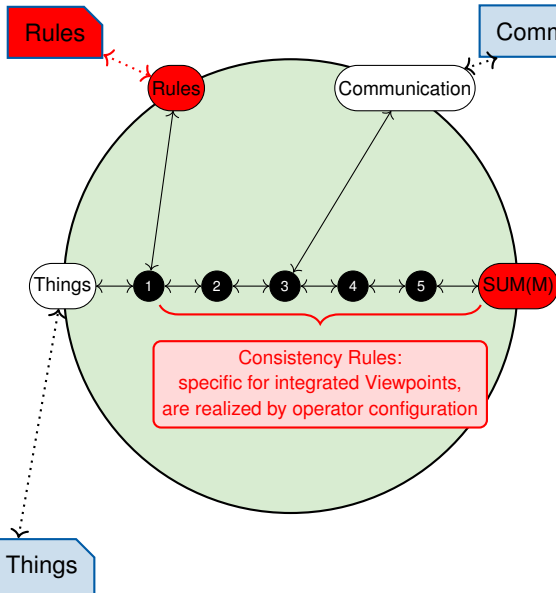 Rules
Comm
Rules
Communication
Things
1
2
3
4
5
SUM(M)
Consistency Rules:
specific for integrated Viewpoints,
are realized by operator configuration
Things